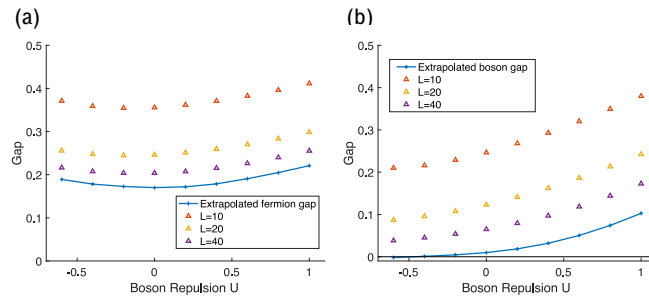 (a)
0.5
0.4
0.3
0.2
0.1
0
Gap
Extrapolated fermion gap
L=10
L=20
L=40
-0.5
0
0.5
1
Boson Repulsion U
(b)
0.5
0.4
0.3
0.2
0.1
0
Gap
Extrapolated boson gap
L=10
L=20
L=40
-0.5
0
0.5
1
Boson Repulsion U